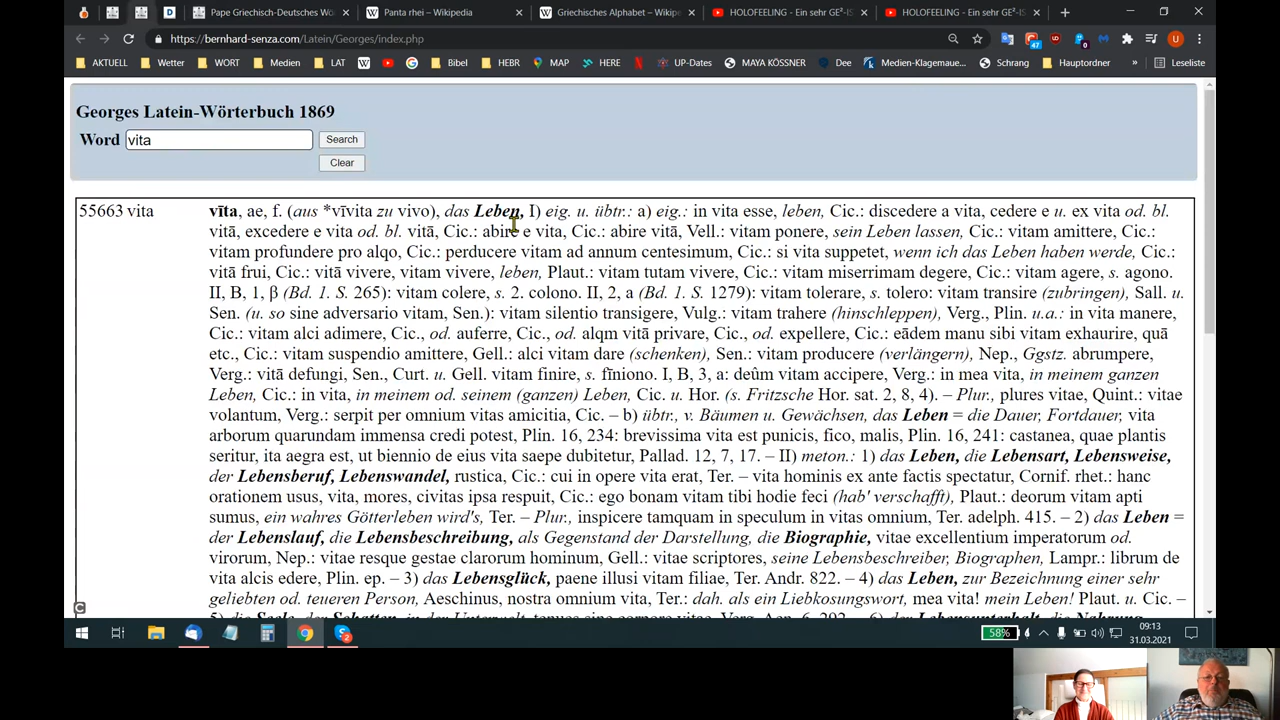 Pape Griechisch-Deutsches Wö
Panta rhei – Wikipedia
Griechisches Alphabet – Wikipe
HOLOFEELING - Ein sehr GE²-IS
HOLOFEELING - Ein sehr GE²-IS
https://bernhard-senza.com/Latein/Georges/index.php
47
0
U
AKTUELL Wetter WORT Medien LAT Bibel HEBR MAP HERE UP-Dates MAYA KÖSSNER Dee Medien-Klagemaue... Schrang Hauptordner » Leseliste
Georges Latein-Wörterbuch 1869
Word vita Search
Clear
55663 vita vīta, ae, f. (aus *vīvita zu vivo), das Leben, I) eig. u. übtr.: a) eig.: in vita esse, leben, Cic.: discedere a vita, cedere e u. ex vita od. bl.
vitā, excedere e vita od. bl. vitā, Cic.: abire e vita, Cic.: abire vitā, Vell.: vitam ponere, sein Leben lassen, Cic.: vitam amittere, Cic.:
vitam profundere pro alqo, Cic.: perducere vitam ad annum centesimum, Cic.: si vita suppetet, wenn ich das Leben haben werde, Cic.:
vitā frui, Cic.: vitā vivere, vitam vivere, leben, Plaut.: vitam tutam vivere, Cic.: vitam miserrimam degere, Cic.: vitam agere, s. agono.
II, B, 1, β (Bd. 1. S. 265): vitam colere, s. 2. colono. II, 2, a (Bd. 1. S. 1279): vitam tolerare, s. tolero: vitam transire (zubringen), Sall. u.
Sen. (u. so sine adversario vitam, Sen.): vitam silentio transigere, Vulg.: vitam trahere (hinschleppen), Verg., Plin. u.a.: in vita manere,
Cic.: vitam alci adimere, Cic., od. auferre, Cic., od. alqm vitā privare, Cic., od. expellere, Cic.: eādem manu sibi vitam exhaurire, quā
etc., Cic.: vitam suspendio amittere, Gell.: alci vitam dare (schenken), Sen.: vitam producere (verlängern), Nep., Ggstz. abrumpere,
Verg.: vitā defungi, Sen., Curt. u. Gell. vitam finire, s. fīniono. I, B, 3, a: deûm vitam accipere, Verg.: in mea vita, in meinem ganzen
Leben, Cic.: in vita, in meinem od. seinem (ganzen) Leben, Cic. u. Hor. (s. Fritzsche Hor. sat. 2, 8, 4). – Plur., plures vitae, Quint.: vitae
volantum, Verg.: serpit per omnium vitas amicitia, Cic. – b) übtr., v. Bäumen u. Gewächsen, das Leben = die Dauer, Fortdauer, vita
arborum quarundam immensa credi potest, Plin. 16, 234: brevissima vita est punicis, fico, malis, Plin. 16, 241: castanea, quae plantis
seritur, ita aegra est, ut biennio de eius vita saepe dubitetur, Pallad. 12, 7, 17. – II) meton.: 1) das Leben, die Lebensart, Lebensweise,
der Lebensberuf, Lebenswandel, rustica, Cic.: cui in opere vita erat, Ter. – vita hominis ex ante factis spectatur, Cornif. rhet.: hanc
orationem usus, vita, mores, civitas ipsa respuit, Cic.: ego bonam vitam tibi hodie feci (hab' verschafft), Plaut.: deorum vitam apti
sumus, ein wahres Götterleben wird's, Ter. – Plur., inspicere tamquam in speculum in vitas omnium, Ter. adelph. 415. – 2) das Leben =
der Lebenslauf, die Lebensbeschreibung, als Gegenstand der Darstellung, die Biographie, vitae excellentium imperatorum od.
virorum, Nep.: vitae resque gestae clarorum hominum, Gell.: vitae scriptores, seine Lebensbeschreiber, Biographen, Lampr.: librum de
vita alcis edere, Plin. ep. – 3) das Lebensglück, paene illusi vitam filiae, Ter. Andr. 822. – 4) das Leben, zur Bezeichnung einer sehr
geliebten od. teueren Person, Aeschinus, nostra omnium vita, Ter.: dah. als ein Liebkosungswort, mea vita! mein Leben! Plaut. u. Cic. –
58%
09:13
31.03.2021